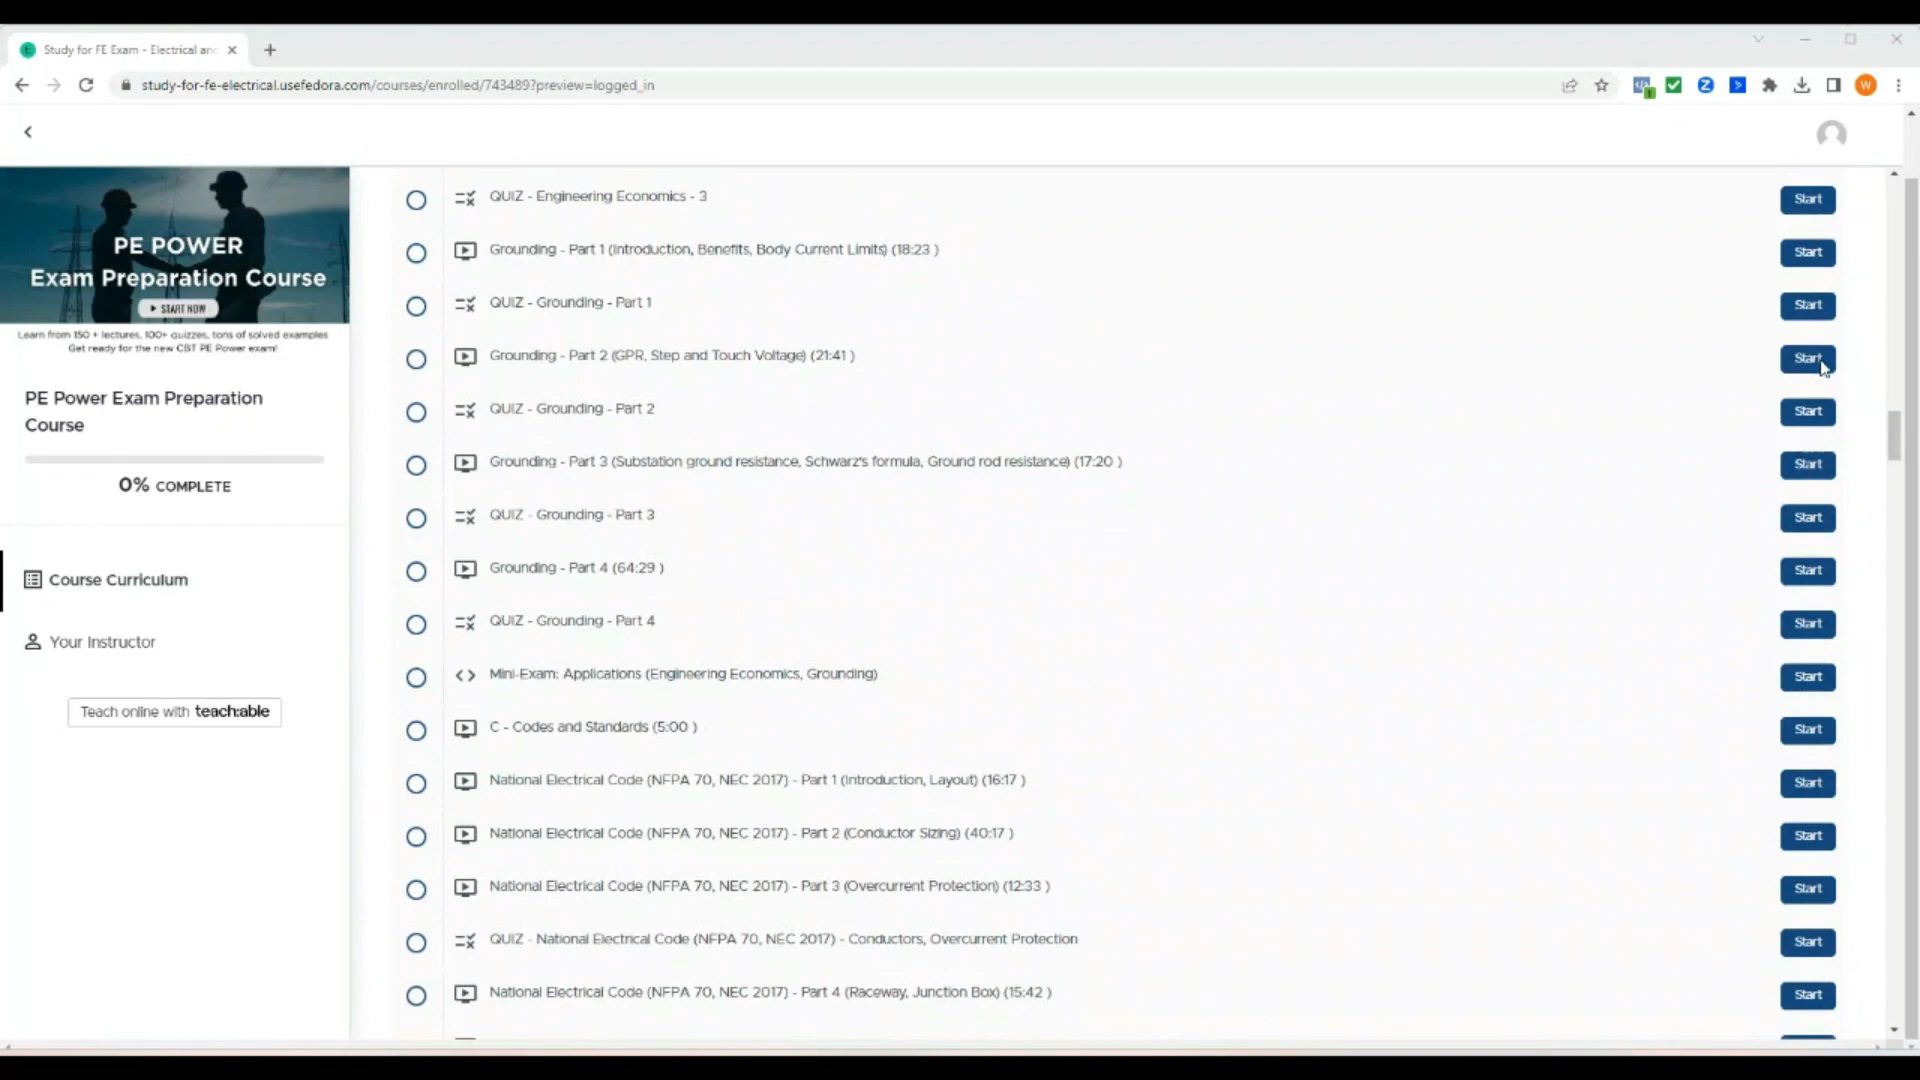 Study for FE Exam - Electrical and
study-for-fe-electrical.usefedora.com/courses/enrolled/743489?preview=logged_in
W
PE POWER
Exam Preparation Course
START NOW
Learn from 150 + lectures, 100+ quizzes, tons of solved examples
Get ready for the new CBT PE Power exam!
PE Power Exam Preparation
Course
0% COMPLETE
Course Curriculum
Your Instructor
Teach online with teach:able
QUIZ - Engineering Economics - 3
Start
Grounding - Part 1 (Introduction, Benefits, Body Current Limits) (18:23 )
Start
QUIZ - Grounding - Part 1
Start
Grounding - Part 2 (GPR, Step and Touch Voltage) (21:41 )
Start
QUIZ - Grounding - Part 2
Start
Grounding - Part 3 (Substation ground resistance, Schwarz's formula, Ground rod resistance) (17:20 )
Start
QUIZ - Grounding - Part 3
Start
Grounding - Part 4 (64:29 )
Start
QUIZ - Grounding - Part 4
Start
Mini-Exam: Applications (Engineering Economics, Grounding)
Start
C - Codes and Standards (5:00 )
Start
National Electrical Code (NFPA 70, NEC 2017) - Part 1 (Introduction, Layout) (16:17 )
Start
National Electrical Code (NFPA 70, NEC 2017) - Part 2 (Conductor Sizing) (40:17 )
Start
National Electrical Code (NFPA 70, NEC 2017) - Part 3 (Overcurrent Protection) (12:33 )
Start
QUIZ - National Electrical Code (NFPA 70, NEC 2017) - Conductors, Overcurrent Protection
Start
National Electrical Code (NFPA 70, NEC 2017) - Part 4 (Raceway, Junction Box) (15:42 )
Start